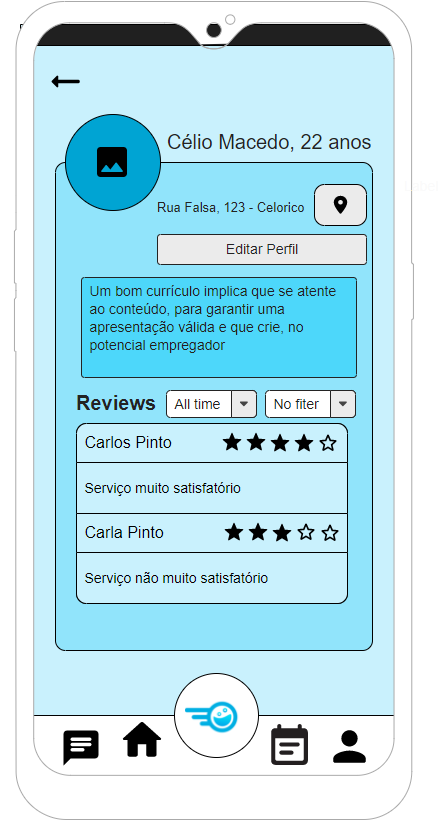 Célio Macedo, 22 anos
Rua Falsa, 123 - Celorico
Editar Perfil
Um bom currículo implica que se atente
ao conteúdo, para garantir uma
apresentação válida e que crie, no
potencial empregador
Reviews All time No fiter
Carlos Pinto
Serviço muito satisfatório
Carla Pinto
Serviço não muito satisfatório